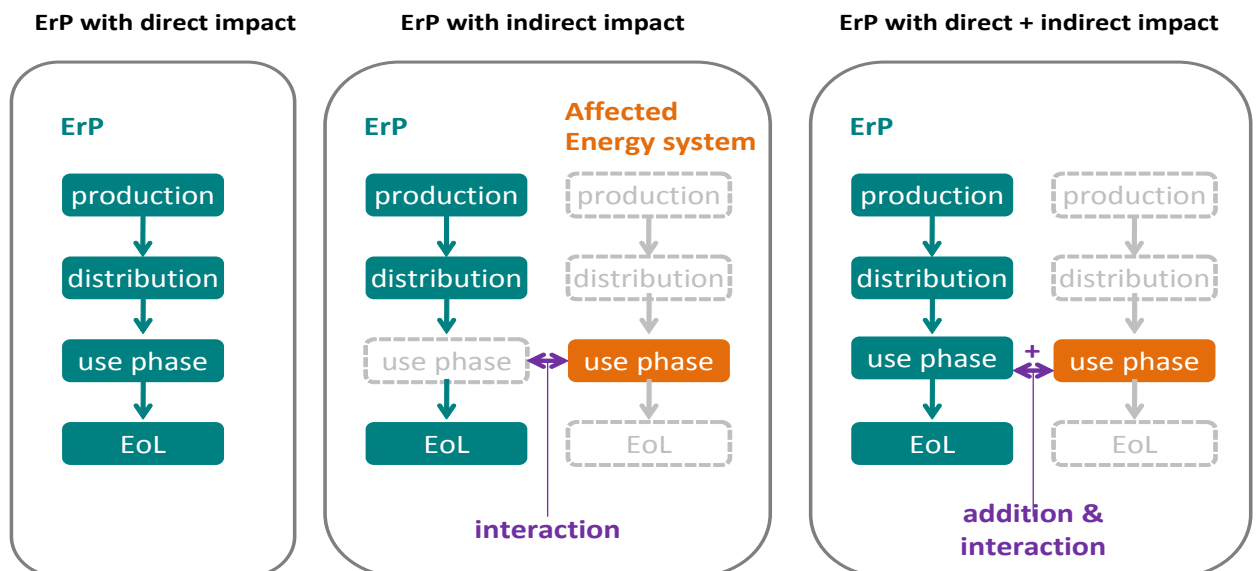 ErP with direct impact
ErP with indirect impact
ErP with direct + indirect impact
ErP
production
distribution
use phase
EoL
ErP
Affected
Energy system
production
production
distribution
distribution
use phase
use phase
EoL
EoL
interaction
ErP
production
production
distribution
distribution
use phase
+
use phase
EoL
EoL
addition &
interaction